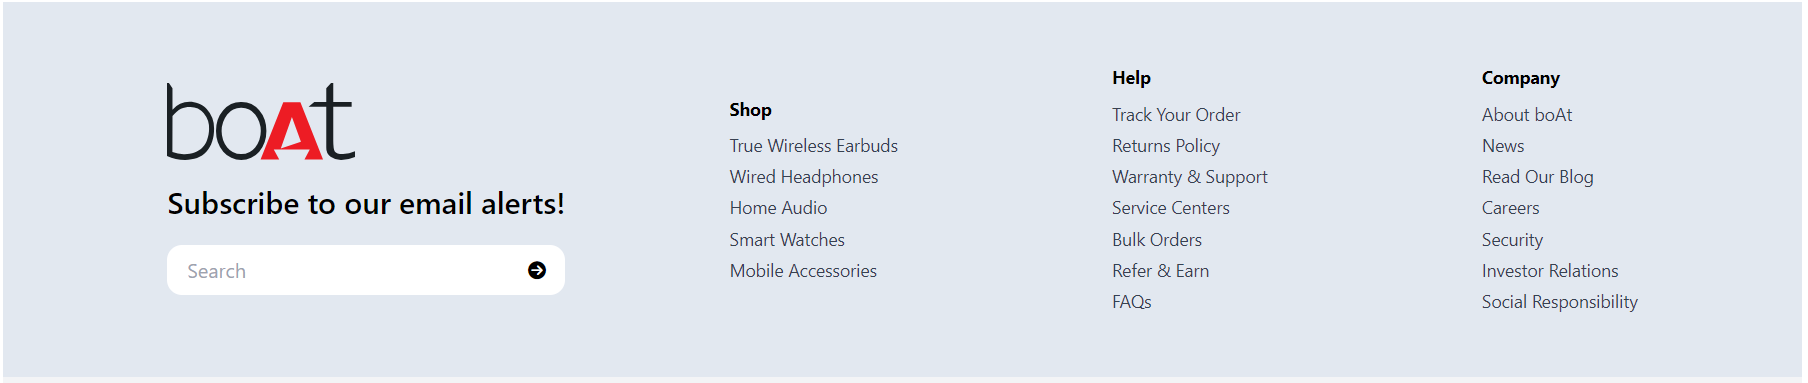 boAt
Subscribe to our email alerts!
Search
Shop
True Wireless Earbuds
Wired Headphones
Home Audio
Smart Watches
Mobile Accessories
Help
Track Your Order
Returns Policy
Warranty & Support
Service Centers
Bulk Orders
Refer & Earn
FAQs
Company
About boAt
News
Read Our Blog
Careers
Security
Investor Relations
Social Responsibility